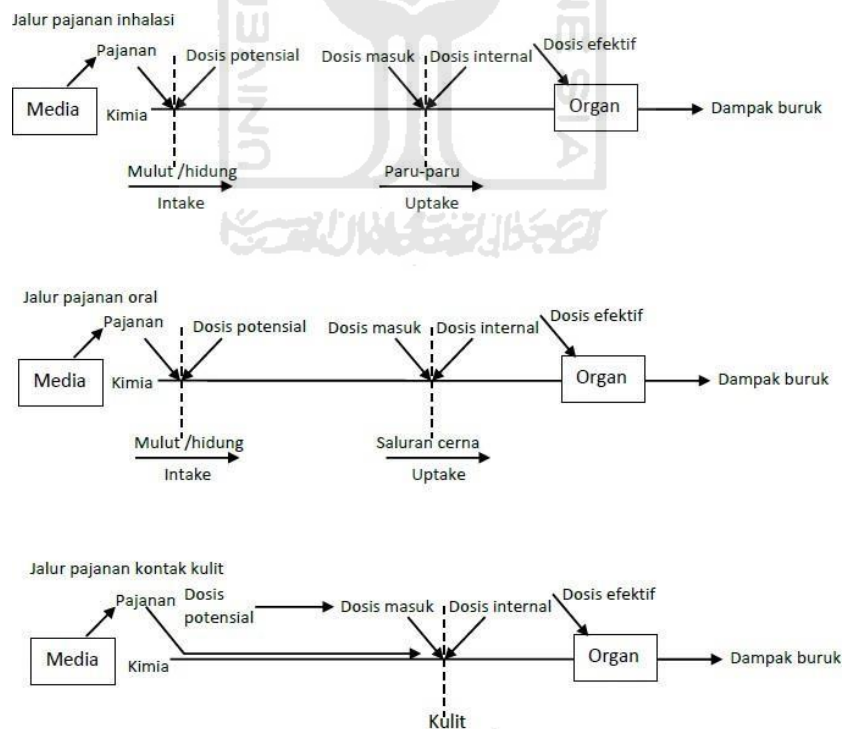 Jalur pajanan inhalasi
Pajanan Dosis potensial Dosis masuk Dosis internal Dosis efektif
Media Kimia Organ Dampak buruk
Mulut /hidung Paru-paru
Intake Uptake
Jalur pajanan oral
Pajanan Dosis potensial Dosis masuk Dosis internal Dosis efektif
Media Kimia Organ Dampak buruk
Mulut /hidung Saluran cerna
Intake Uptake
Jalur pajanan kontak kulit
Pajanan Dosis potensial Dosis masuk Dosis internal Dosis efektif
Media Kimia Organ Dampak buruk
Kulit